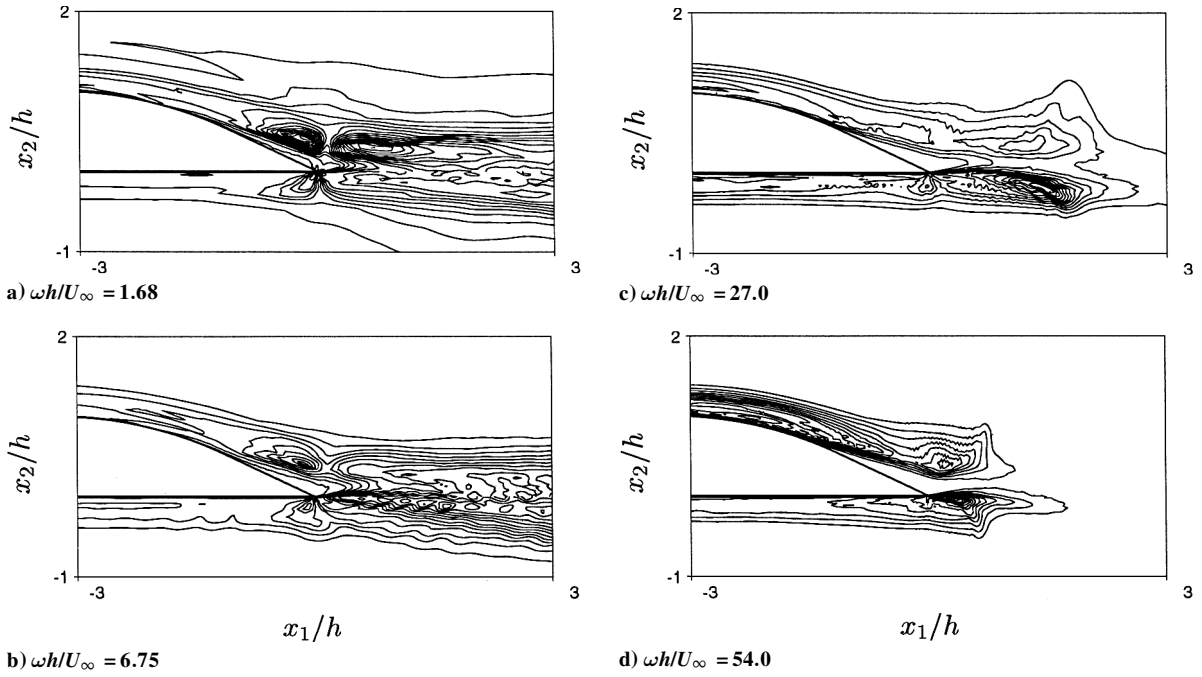 2
x₂/h
-1
-3
3
a) ωh/U∞ = 1.68
2
x₂/h
-1
-3
3
c) ωh/U∞ = 27.0
2
x₂/h
-1
-3
3
x₁/h
b) ωh/U∞ = 6.75
2
x₂/h
-1
-3
3
x₁/h
d) ωh/U∞ = 54.0